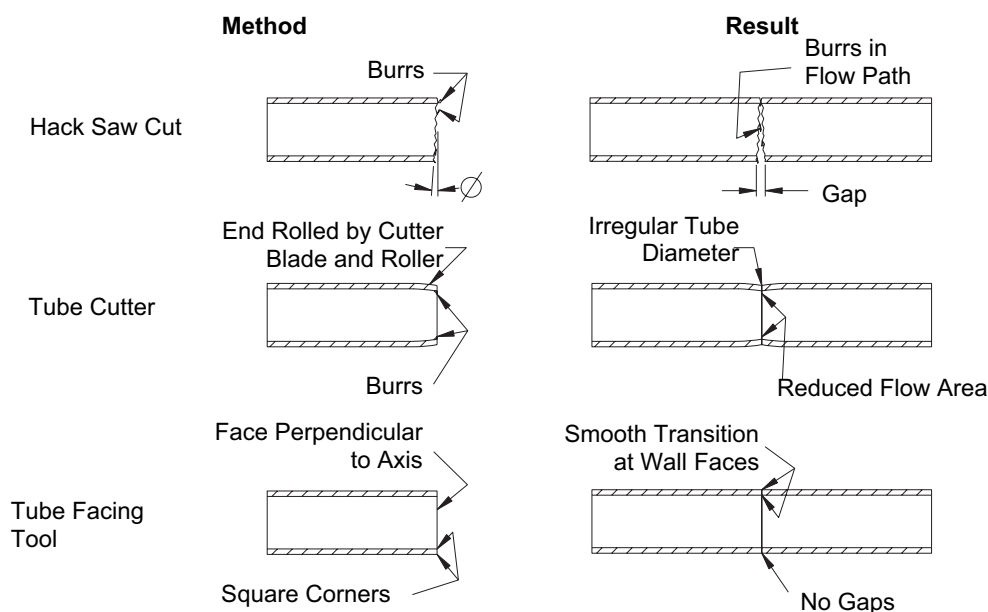 Method
Result
Burrs
Burrs in
Flow Path
Hack Saw Cut
Gap
End Rolled by Cutter
Blade and Roller
Irregular Tube
Diameter
Tube Cutter
Burrs
Reduced Flow Area
Face Perpendicular
to Axis
Smooth Transition
at Wall Faces
Tube Facing
Tool
Square Corners
No Gaps